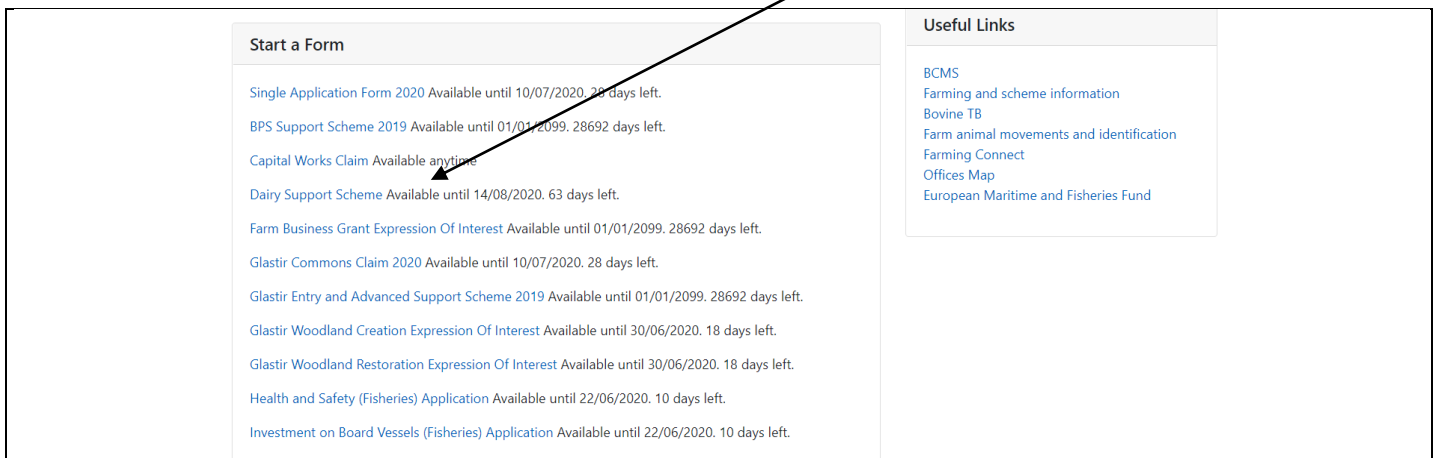 Start a Form
Single Application Form 2020 Available until 10/07/2020. 28 days left.
BPS Support Scheme 2019 Available until 01/01/2099. 28692 days left.
Capital Works Claim Available anytime
Dairy Support Scheme Available until 14/08/2020. 63 days left.
Farm Business Grant Expression Of Interest Available until 01/01/2099. 28692 days left.
Glastir Commons Claim 2020 Available until 10/07/2020. 28 days left.
Glastir Entry and Advanced Support Scheme 2019 Available until 01/01/2099. 28692 days left.
Glastir Woodland Creation Expression Of Interest Available until 30/06/2020. 18 days left.
Glastir Woodland Restoration Expression Of Interest Available until 30/06/2020. 18 days left.
Health and Safety (Fisheries) Application Available until 22/06/2020. 10 days left.
Investment on Board Vessels (Fisheries) Application Available until 22/06/2020. 10 days left.
Useful Links
BCMS
Farming and scheme information
Bovine TB
Farm animal movements and identification
Farming Connect
Offices Map
European Maritime and Fisheries Fund